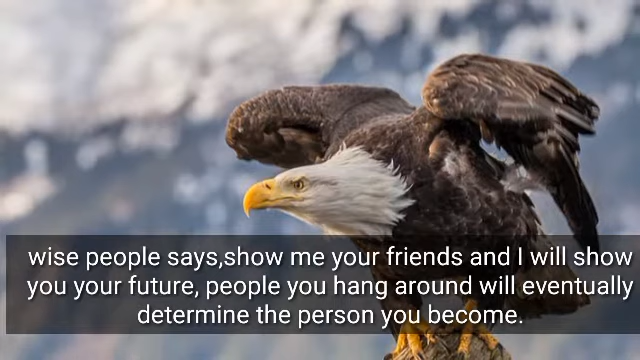 wise people says,show me your friends and I will show
you your future, people you hang around will eventually
determine the person you become.